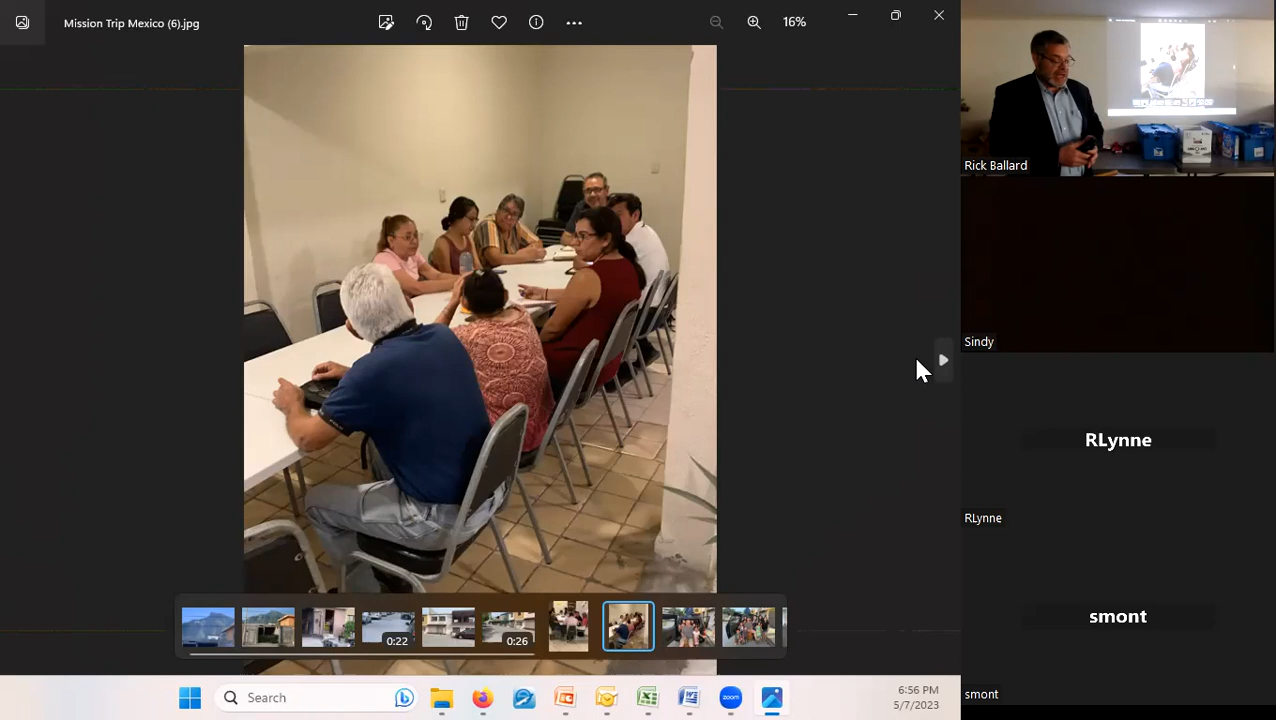 Mission Trip Mexico (6).jpg
16%
Rick Ballard
Sindy
RLynne
RLynne
smont
smont
0:22
0:26
Search
zoom
6:56 PM
5/7/2023